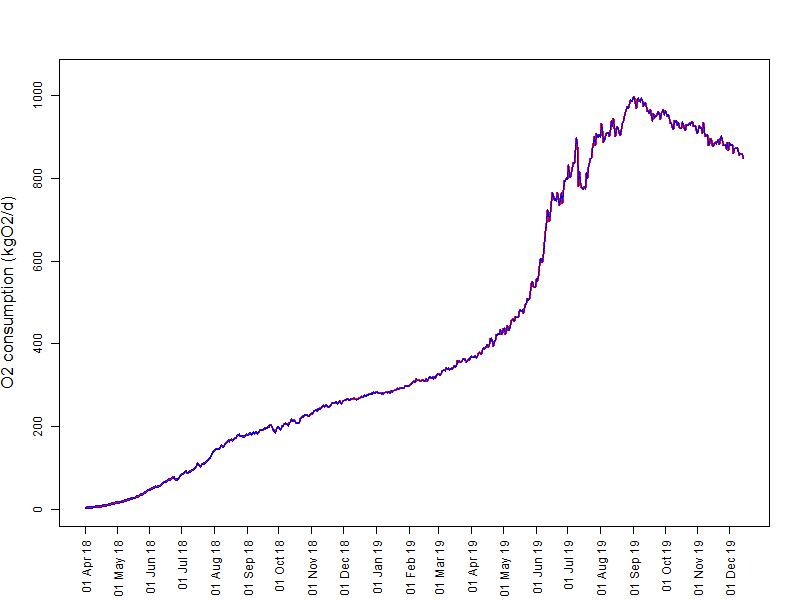 O2 consumption (kgO2/d)
1000
800
600
400
200
0
01 Apr 18
01 May 18
01 Jun 18
01 Jul 18
01 Aug 18
01 Sep 18
01 Oct 18
01 Nov 18
01 Dec 18
01 Jan 19
01 Feb 19
01 Mar 19
01 Apr 19
01 May 19
01 Jun 19
01 Jul 19
01 Aug 19
01 Sep 19
01 Oct 19
01 Nov 19
01 Dec 19